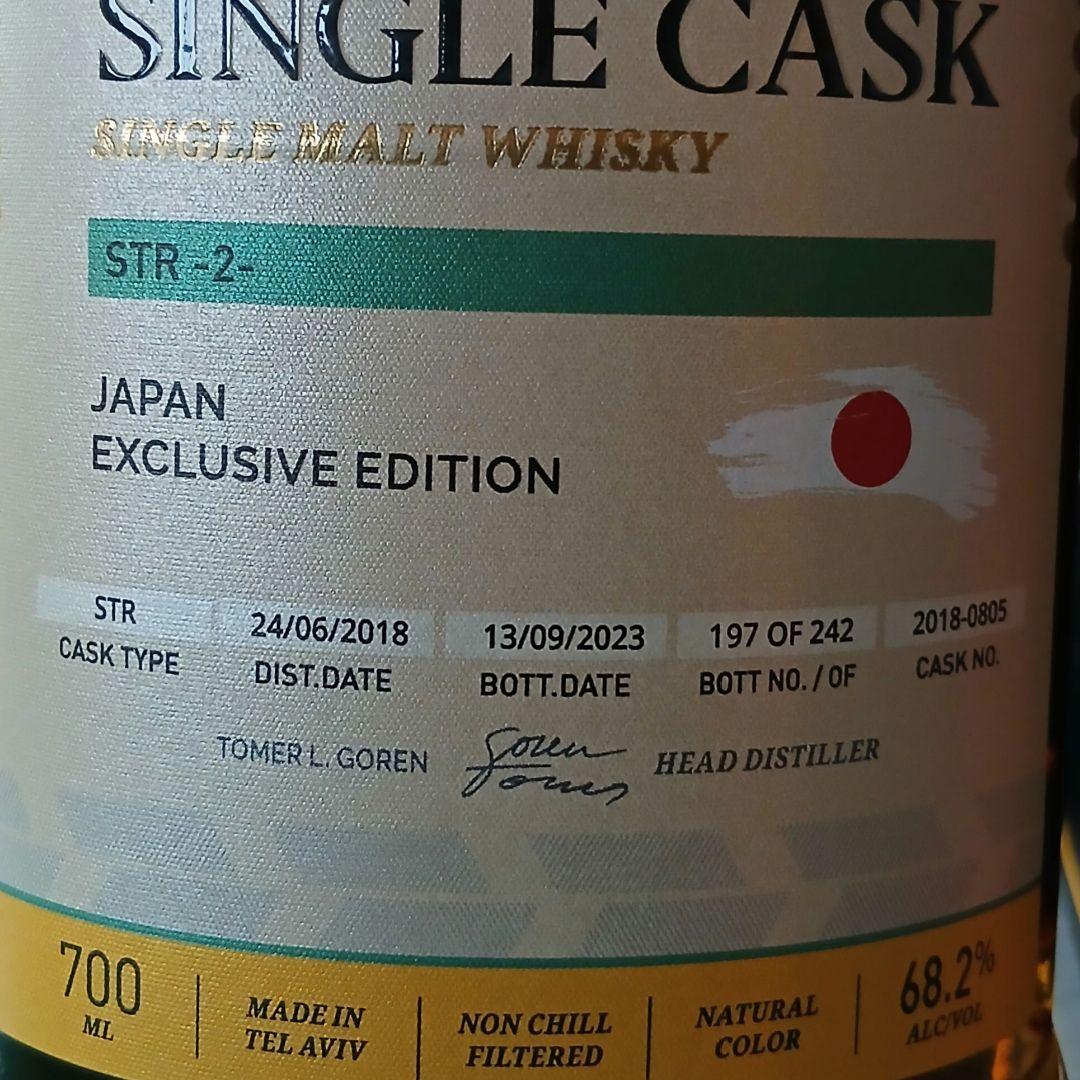 SINGLE CASK
SINGLE MALT WHISKY
STR -2-
JAPAN
EXCLUSIVE EDITION
STR 24/06/2018 13/09/2023 197 OF 242 2018-0805
CASK TYPE DIST.DATE BOTT.DATE BOTT NO. / OF CASK NO.
TOMER L. GOREN Goren Tomer HEAD DISTILLER
700 ML
MADE IN
TEL AVIV
NON CHILL
FILTERED
NATURAL
COLOR
68.2%
ALC/VOL